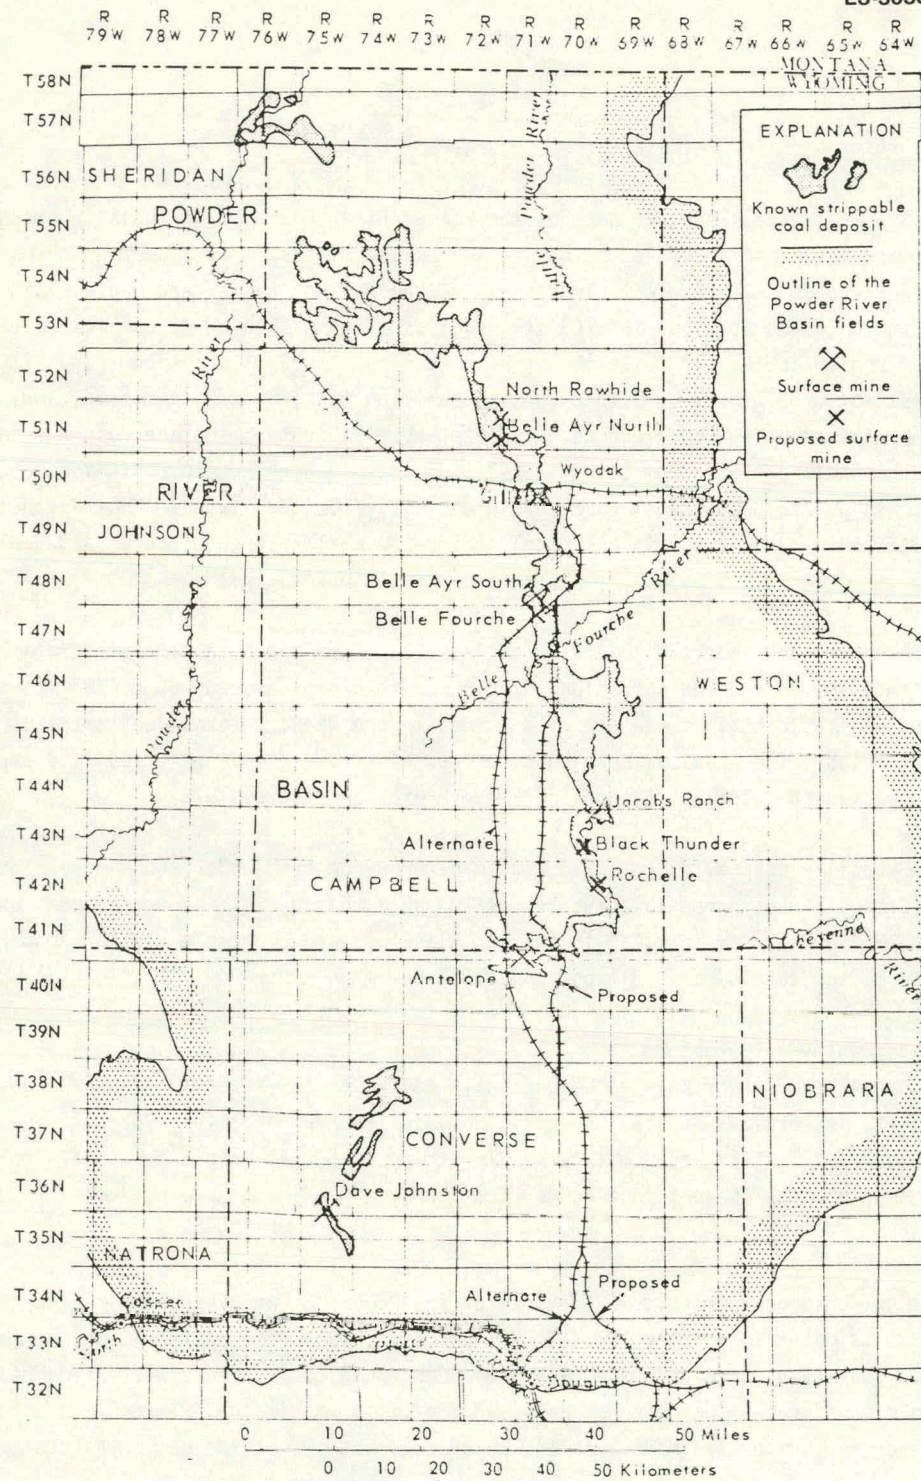 R R R R R R R R R R R R R R R R
79W 78W 77W 76W 75W 74W 73W 72W 71W 70W 69W 68W 67W 66W 65W 64W
MONTANA
WYOMING
T58N
T57N
T56N
T55N
T54N
T53N
T52N
T51N
T50N
T49N
T48N
T47N
T46N
T45N
T44N
T43N
T42N
T41N
T40N
T39N
T38N
T37N
T36N
T35N
T34N
T33N
T32N
EXPLANATION
Known strippable
coal deposit
Outline of the
Powder River
Basin fields
Surface mine
Proposed surface
mine
SHERIDAN
POWDER
Little Powder River
River
North Rawhide
Belle Ayr North
Wyodak
RIVER
JOHNSON
Belle Ayr South
River
Belle Fourche
Fourche
Belle
WESTON
Powder
BASIN
Jacobs Ranch
Alternate
Black Thunder
CAMPBELL
Rochelle
Cheyenne
River
Antelope
Proposed
NIOBRARA
CONVERSE
Dave Johnston
NATRONA
Alternate
Proposed
Casper
North
Douglas
0 10 20 30 40 50 Miles
0 10 20 30 40 50 Kilometers